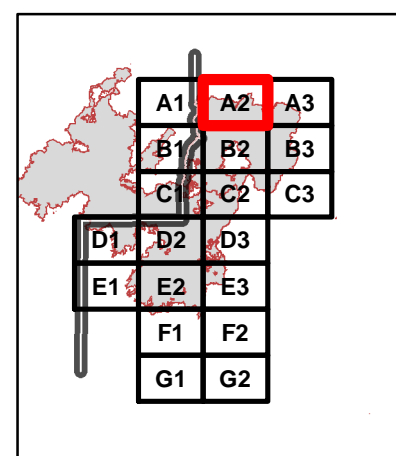 A1 A2 A3
B1 B2 B3
C1 C2 C3
D1 D2 D3
E1 E2 E3
F1 F2
G1 G2